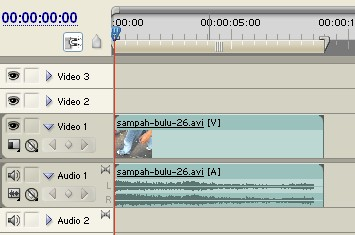 00:00:00:00
:00:00 00:00:05:00 00:00:1
Video 3
Video 2
Video 1
sampah-bulu-26.avi [V]
Audio 1
sampah-bulu-26.avi [A]
L
R
Audio 2